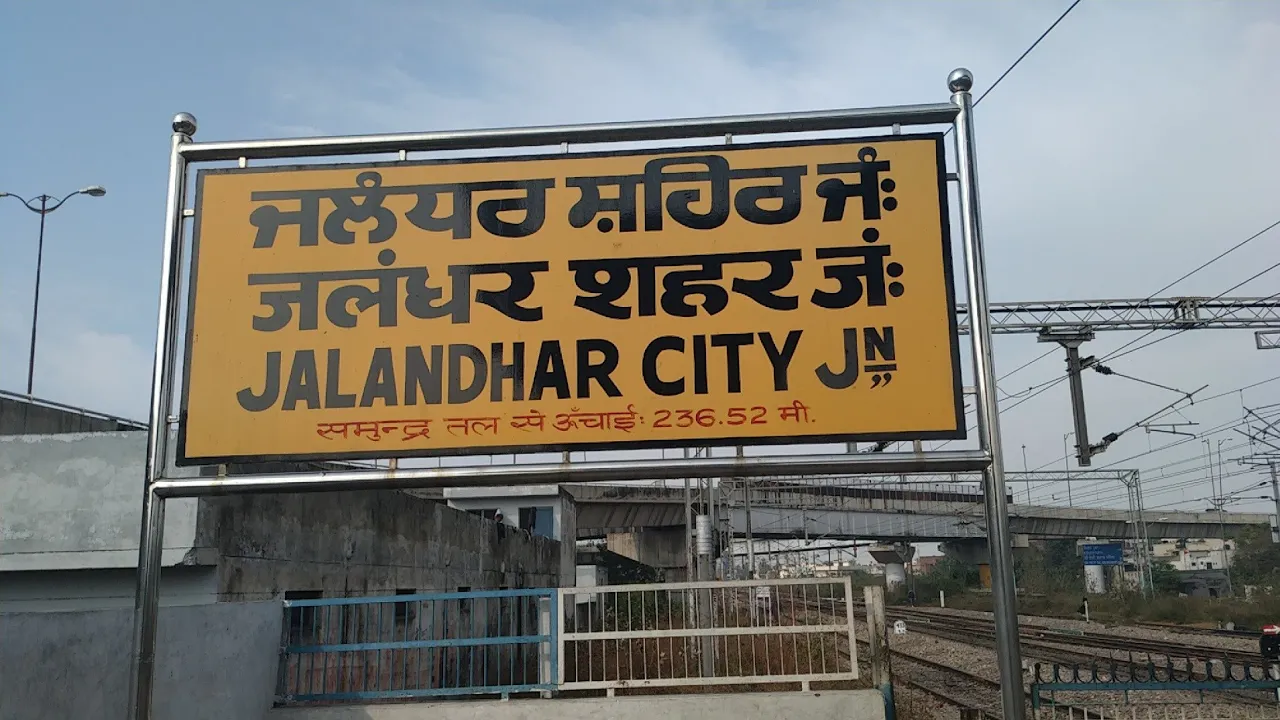 ਜਲੰਧਰ ਸ਼ਹਿਰ ਜੰ:
जलंधर शहर जं:
JALANDHAR CITY JN
समुन्द्र तल से ऊँचाई: 236.52 मी.